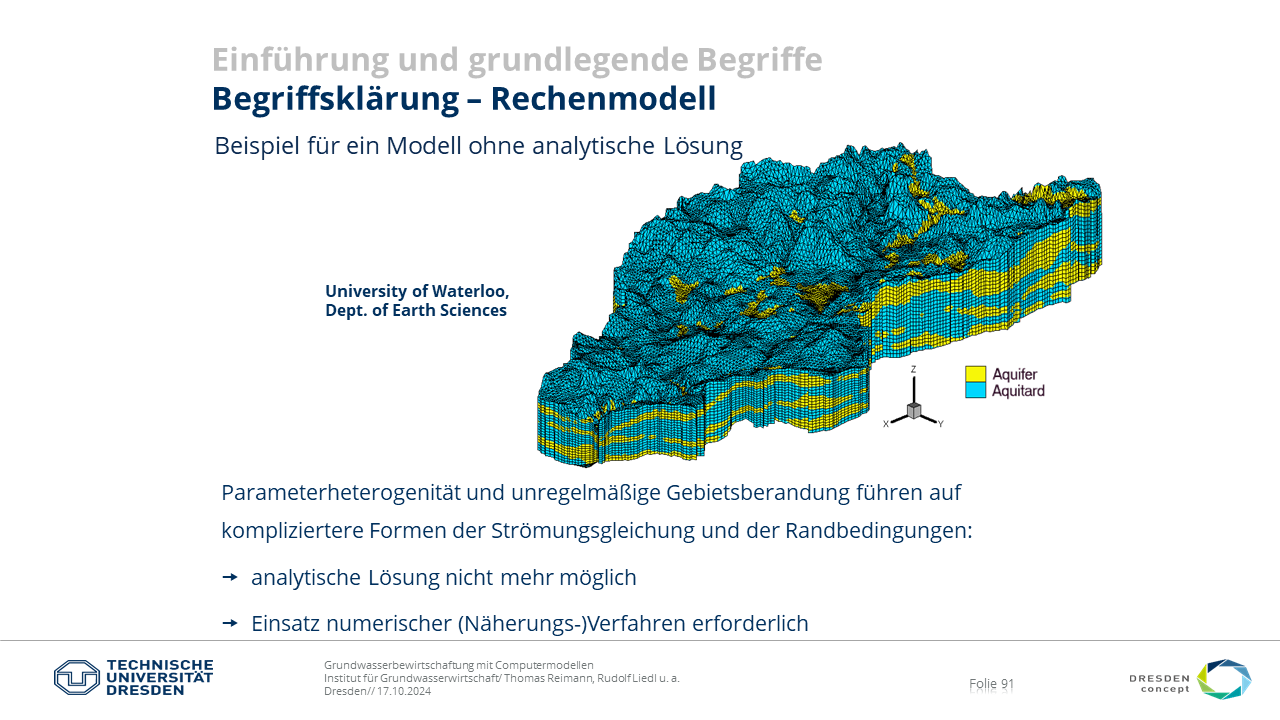 Einführung und grundlegende Begriffe
Begriffsklärung – Rechenmodell
Beispiel für ein Modell ohne analytische Lösung
University of Waterloo,
Dept. of Earth Sciences
Z
X
Y
Aquifer
Aquitard
Parameterheterogenität und unregelmäßige Gebietsberandung führen auf
kompliziertere Formen der Strömungsgleichung und der Randbedingungen:
➞ analytische Lösung nicht mehr möglich
➞ Einsatz numerischer (Näherungs-)Verfahren erforderlich
TECHNISCHE
UNIVERSITÄT
DRESDEN
Grundwasserbewirtschaftung mit Computermodellen
Institut für Grundwasserwirtschaft/ Thomas Reimann, Rudolf Liedl u. a.
Dresden// 17.10.2024
Folie 91
DRESDEN
concept